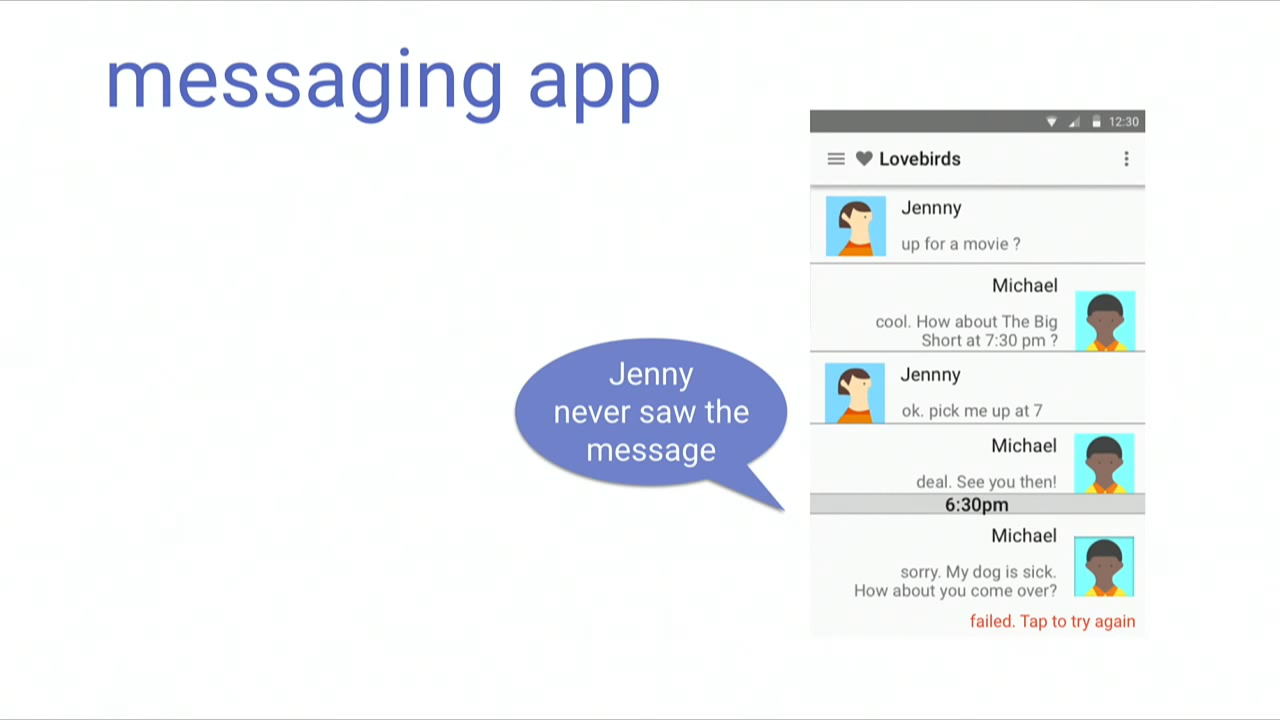 messaging app
12:30
Lovebirds
Jennny
up for a movie ?
Michael
cool. How about The Big
Short at 7:30 pm ?
Jennny
ok. pick me up at 7
Michael
deal. See you then!
6:30pm
Michael
sorry. My dog is sick.
How about you come over?
failed. Tap to try again
Jenny
never saw the
message